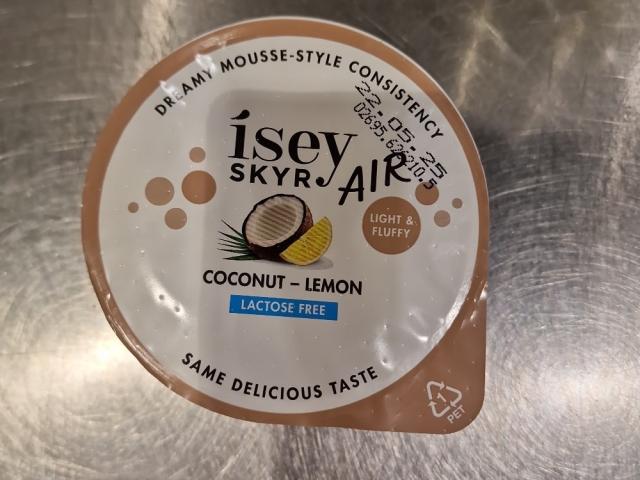 DREAMY MOUSSE-STYLE CONSISTENCY
22.05.25
ísey
SKYR AIR
LIGHT &
FLUFFY
COCONUT – LEMON
LACTOSE FREE
SAME DELICIOUS TASTE
1
PET